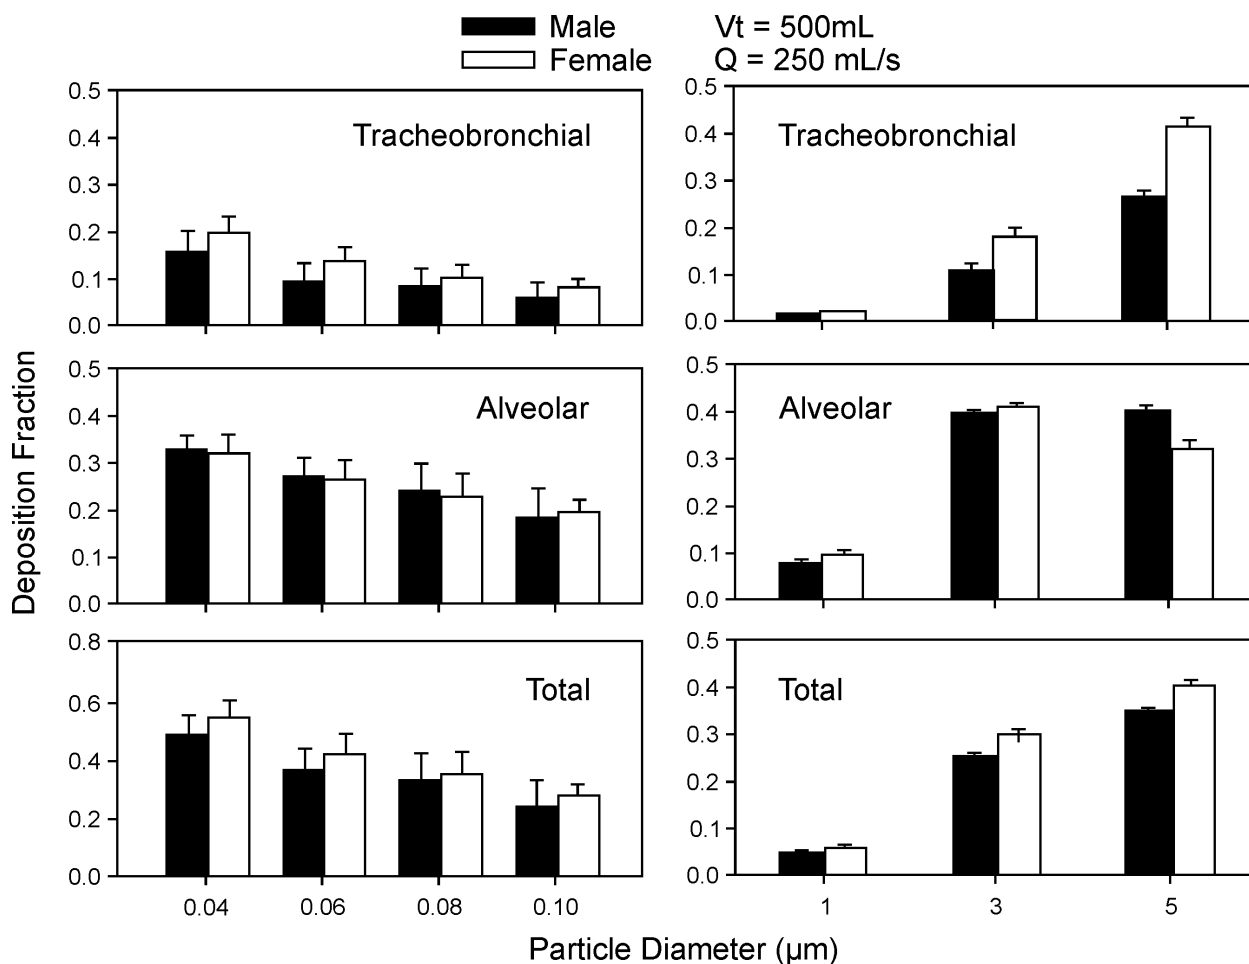 Male
Female
Vt = 500mL
Q = 250 mL/s
Deposition Fraction
Tracheobronchial
0.5
0.4
0.3
0.2
0.1
0.0
Tracheobronchial
0.5
0.4
0.3
0.2
0.1
0.0
Alveolar
0.5
0.4
0.3
0.2
0.1
0.0
Alveolar
0.5
0.4
0.3
0.2
0.1
0.0
Total
0.8
0.6
0.4
0.2
0.0
0.04 0.06 0.08 0.10
Total
0.5
0.4
0.3
0.2
0.1
0.0
1 3 5
Particle Diameter (µm)